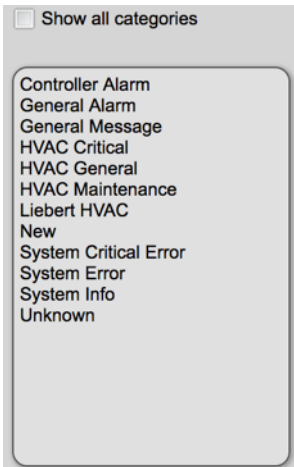 Show all categories
Controller Alarm
General Alarm
General Message
HVAC Critical
HVAC General
HVAC Maintenance
Liebert HVAC
New
System Critical Error
System Error
System Info
Unknown